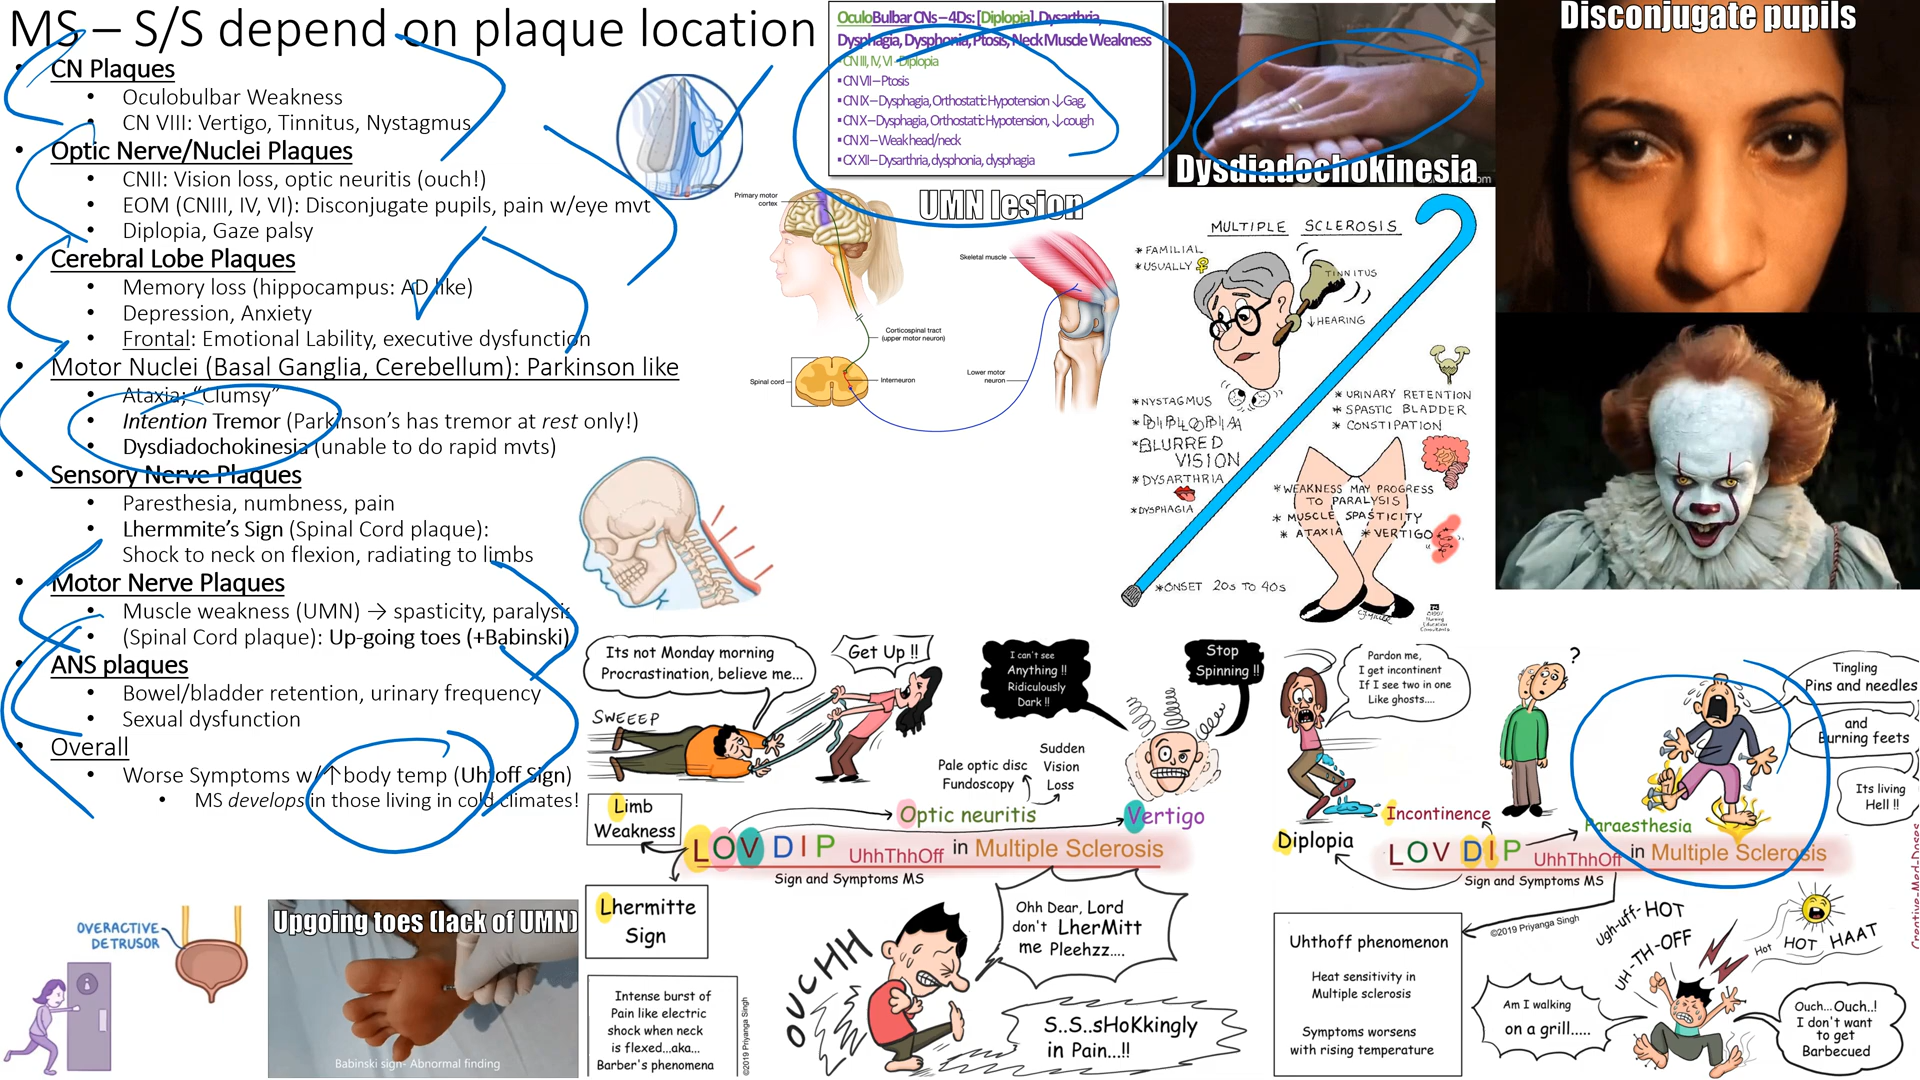 MS – S/S depend on plaque location
• CN Plaques
• Oculobulbar Weakness
• CN VIII: Vertigo, Tinnitus, Nystagmus
• Optic Nerve/Nuclei Plaques
• CNII: Vision loss, optic neuritis (ouch!)
• EOM (CNIII, IV, VI): Disconjugate pupils, pain w/eye mvt
• Diplopia, Gaze palsy
• Cerebral Lobe Plaques
• Memory loss (hippocampus: AD like)
• Depression, Anxiety
• Frontal: Emotional Lability, executive dysfunction
• Motor Nuclei (Basal Ganglia, Cerebellum): Parkinson like
• Ataxia; “Clumsy”
• Intention Tremor (Parkinson’s has tremor at rest only!)
• Dysdiadochokinesia (unable to do rapid mvts)
• Sensory Nerve Plaques
• Paresthesia, numbness, pain
• Lhermmite’s Sign (Spinal Cord plaque):
Shock to neck on flexion, radiating to limbs
• Motor Nerve Plaques
• Muscle weakness (UMN) → spasticity, paralysis
• (Spinal Cord plaque): Up-going toes (+Babinski)
• ANS plaques
• Bowel/bladder retention, urinary frequency
• Sexual dysfunction
• Overall
• Worse Symptoms w/↑body temp (Uhtoff Sign)
• MS develops in those living in cold climates!
OculoBulbar CNs – 4Ds: [Diplopia], Dysarthria,
Dysphagia, Dysphonia, Ptosis, Neck Muscle Weakness
▪CN III, IV, VI - Diplopia
▪CN VII – Ptosis
▪CN IX – Dysphagia, Orthostatic Hypotension ↓Gag,
▪CN X – Dysphagia, Orthostatic Hypotension, ↓cough
▪CN XI – Weak head/neck
▪CX XII – Dysarthria, dysphonia, dysphagia
Dysdiadochokinesia
Disconjugate pupils
UMN lesion
Primary motor
cortex
Skeletal muscle
Corticospinal tract
(upper motor neuron)
Spinal cord
Interneuron
Lower motor
neuron
MULTIPLE SCLEROSIS
* FAMILIAL
* USUALLY ♀
TINNITUS
↓HEARING
*NYSTAGMUS
*DIPLOPIA
*BLURRED
VISION
*DYSARTHRIA
*DYSPHAGIA
* URINARY RETENTION
* SPASTIC BLADDER
* CONSTIPATION
*WEAKNESS MAY PROGRESS
TO PARALYSIS
* MUSCLE SPASTICITY
* ATAXIA *VERTIGO
*ONSET 20s TO 40s
Nursing
Education
Consultants
Its not Monday morning
Procrastination, believe me...
Get Up !!
SWEEEP
I can't see
Anything !!
Ridiculously
Dark !!
Stop
Spinning !!
Pale optic disc
Fundoscopy
Sudden
Vision
Loss
Limb
Weakness
Optic neuritis
Vertigo
LOV DIP UhhThhOff in Multiple Sclerosis
Sign and Symptoms MS
Lhermitte
Sign
Intense burst of
Pain like electric
shock when neck
is flexed...aka...
Barber's phenomena
©2019 Priyanga Singh
OUCHH
Ohh Dear, Lord
don't LherMitt
me Pleehzz....
S..S..sHoKkingly
in Pain...!!
Pardon me,
I get incontinent
If I see two in one
Like ghosts....
?
Tingling
Pins and needles
and
Burning feets
Its living
Hell !!
Incontinence
Diplopia
Paraesthesia
LOV DIP UhhThhOff in Multiple Sclerosis
Sign and Symptoms MS
©2019 Priyanga Singh
Creative-Med-Doses
Uhthoff phenomenon
Heat sensitivity in
Multiple sclerosis
Symptoms worsens
with rising temperature
Ugh-uff-HOT
UH-TH-OFF
Hot HOT HAAT
Am I walking
on a grill.....
Ouch...Ouch..!
I don't want
to get
Barbecued
OVERACTIVE
DETRUSOR
Upgoing toes (lack of UMN)
Babinski sign- Abnormal finding